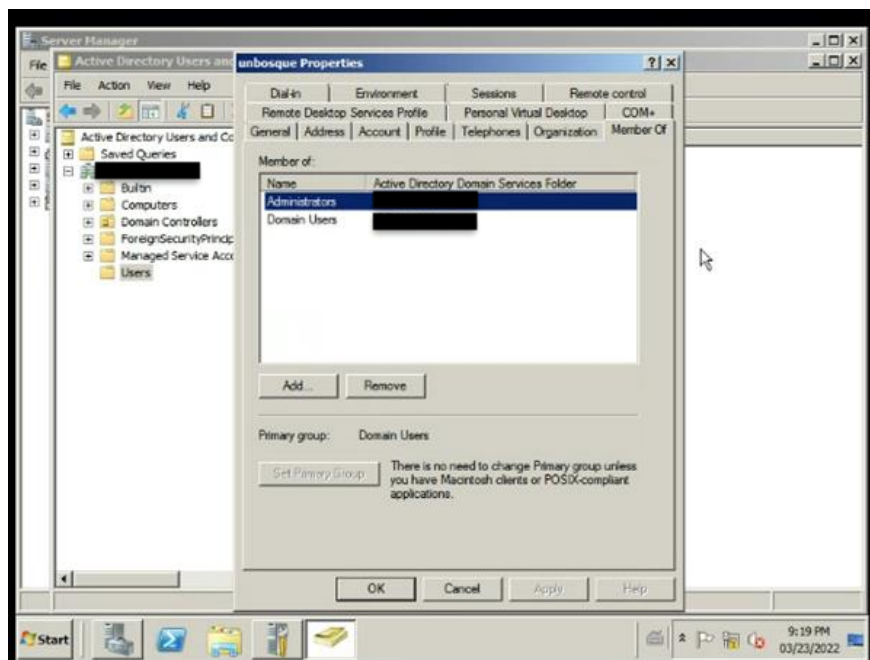 Server Manager
File
Active Directory Users and
File Action View Help
Active Directory Users and Co
Saved Queries
Builtin
Computers
Domain Controllers
ForeignSecurityPrincip
Managed Service Acco
Users
unbosque Properties
Dial-in Environment Sessions Remote control
Remote Desktop Services Profile Personal Virtual Desktop COM+
General Address Account Profile Telephones Organization Member Of
Member of:
Name Active Directory Domain Services Folder
Administrators
Domain Users
Add... Remove
Primary group: Domain Users
Set Primary Group
There is no need to change Primary group unless
you have Macintosh clients or POSIX-compliant
applications.
OK Cancel Apply Help
Start
9:19 PM
03/23/2022